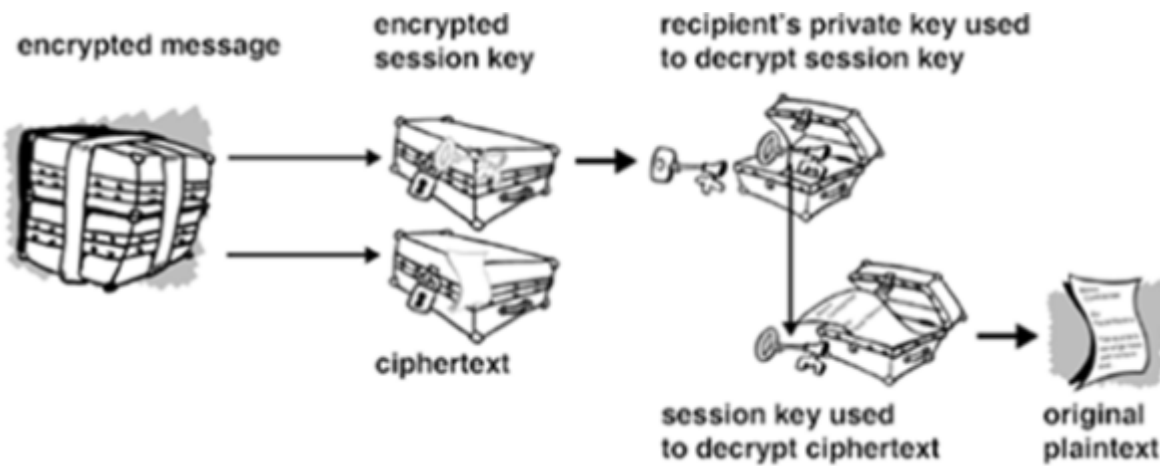 encrypted message
encrypted
session key
recipient's private key used
to decrypt session key
ciphertext
session key used
to decrypt ciphertext
original
plaintext